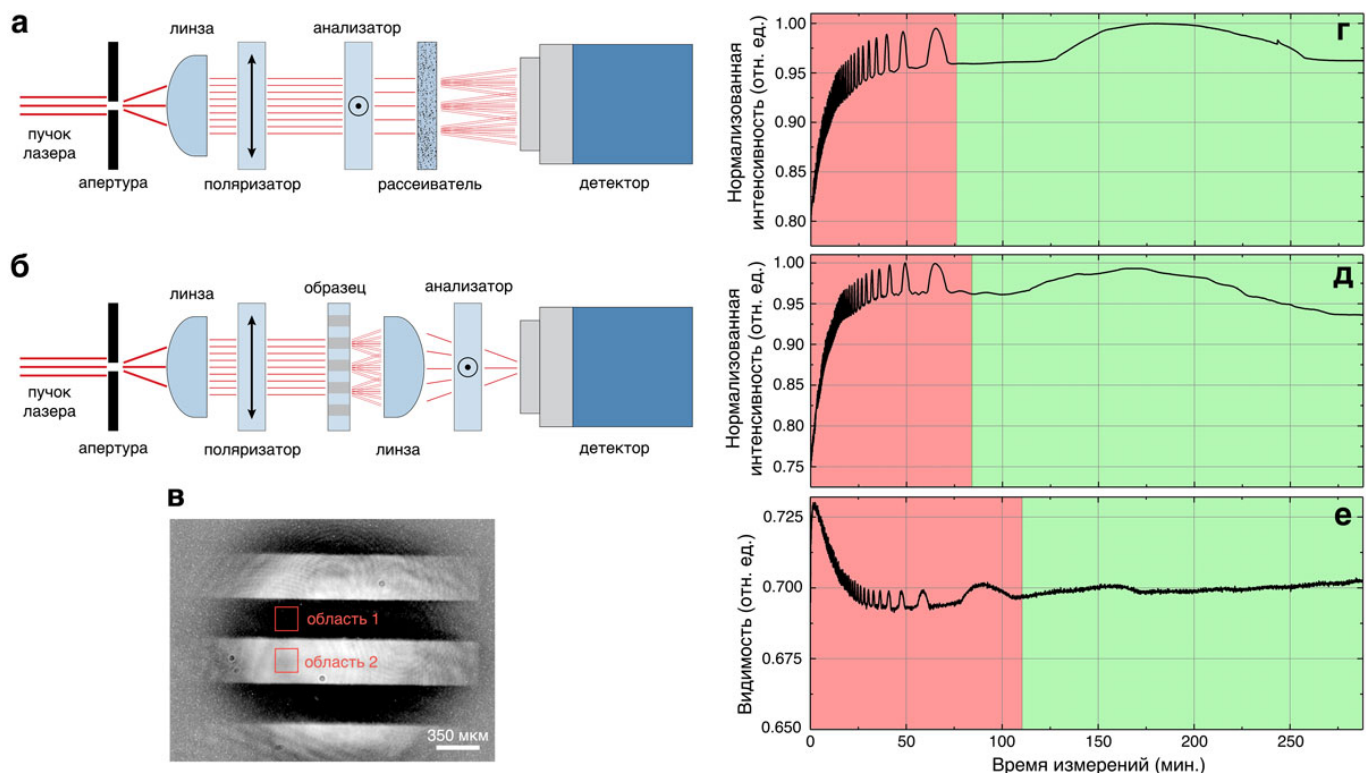 а
линза
анализатор
пучок
лазера
апертура
поляризатор
рассеиватель
детектор
б
линза
образец
анализатор
пучок
лазера
апертура
поляризатор
линза
детектор
в
область 1
область 2
350 мкм
г
Нормализованная
интенсивность (отн. ед.)
1.00
0.95
0.90
0.85
0.80
д
Нормализованная
интенсивность (отн. ед.)
1.00
0.95
0.90
0.85
0.80
0.75
е
Видимость (отн. ед.)
0.725
0.700
0.675
0.650
0 50 100 150 200 250
Время измерений (мин.)